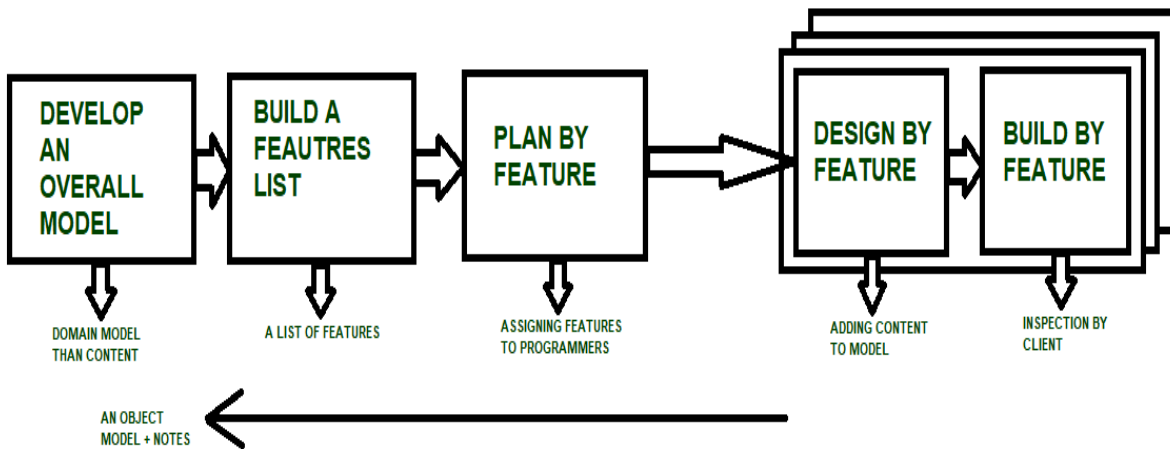 DEVELOP
AN
OVERALL
MODEL
BUILD A
FEAUTRES
LIST
PLAN BY
FEATURE
DESIGN BY
FEATURE
BUILD BY
FEATURE
DOMAIN MODEL
THAN CONTENT
A LIST OF FEATURES
ASSIGNING FEATURES
TO PROGRAMMERS
ADDING CONTENT
TO MODEL
INSPECTION BY
CLIENT
AN OBJECT
MODEL + NOTES